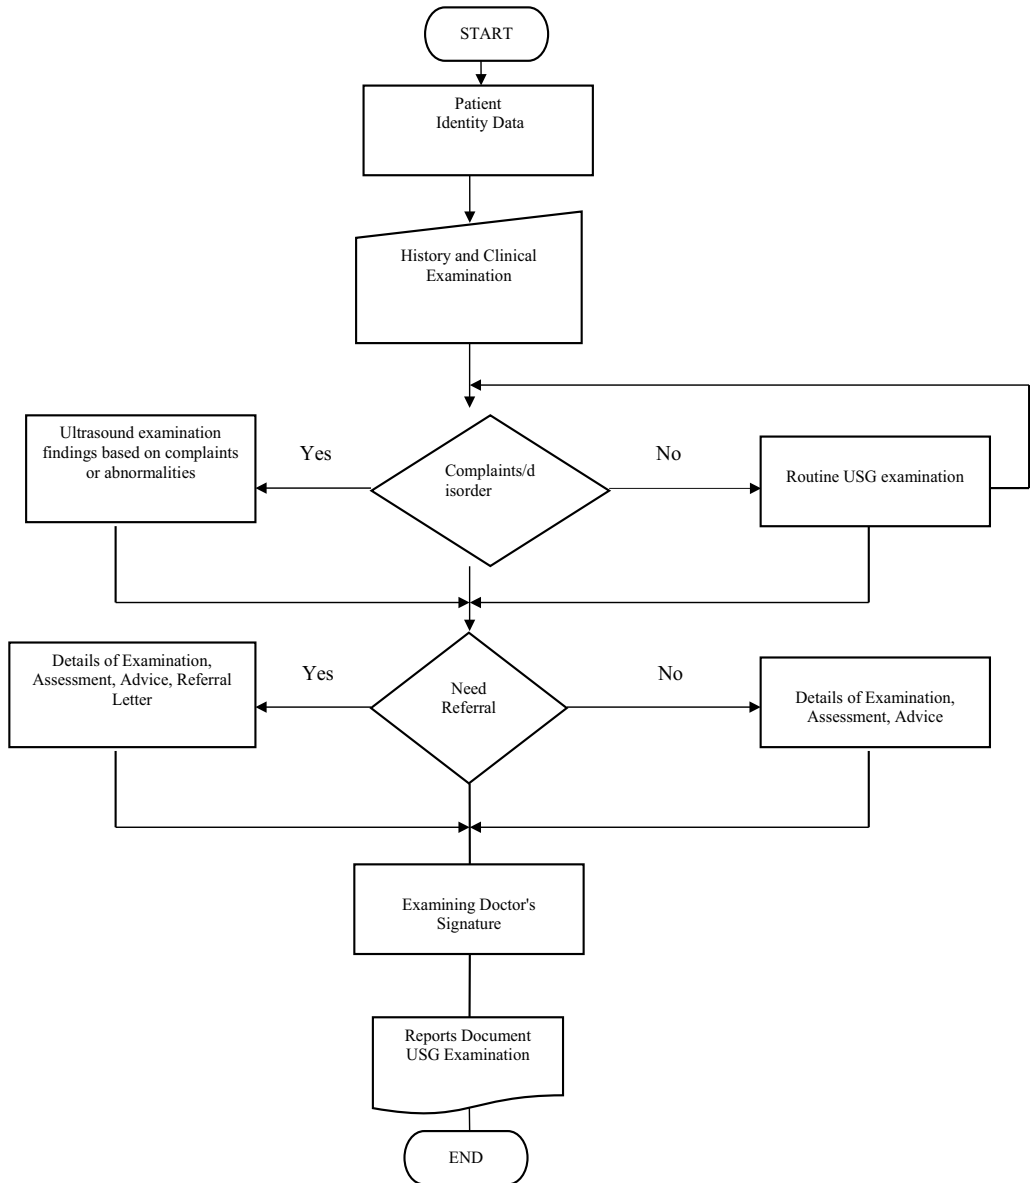 START
Patient
Identity Data
History and Clinical
Examination
Ultrasound examination
findings based on complaints
or abnormalities
Yes
Complaints/d
isorder
No
Routine USG examination
Details of Examination,
Assessment, Advice, Referral
Letter
Yes
Need
Referral
No
Details of Examination,
Assessment, Advice
Examining Doctor's
Signature
Reports Document
USG Examination
END